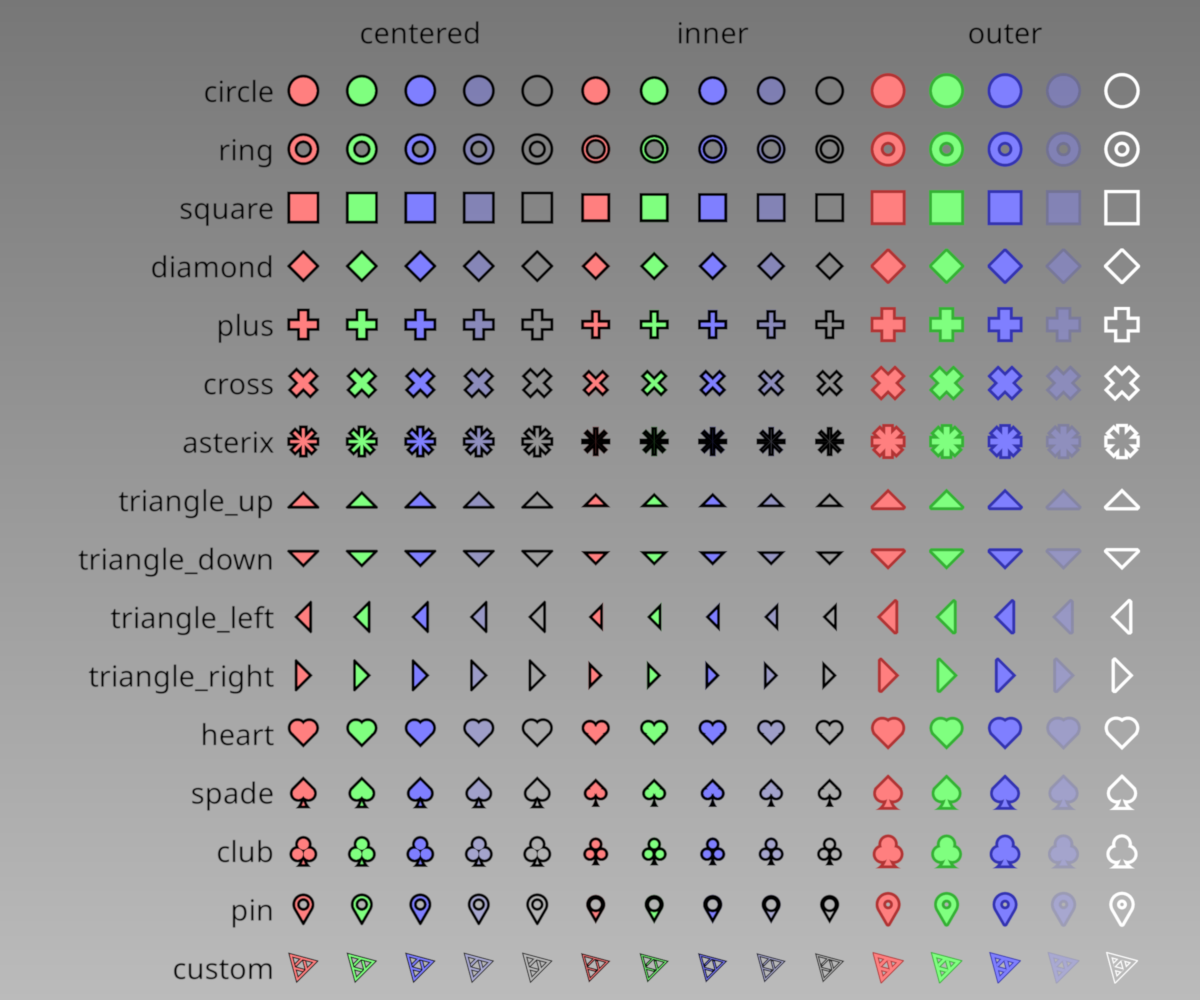 centered inner outer
circle
ring
square
diamond
plus
cross
asterix
triangle_up
triangle_down
triangle_left
triangle_right
heart
spade
club
pin
custom